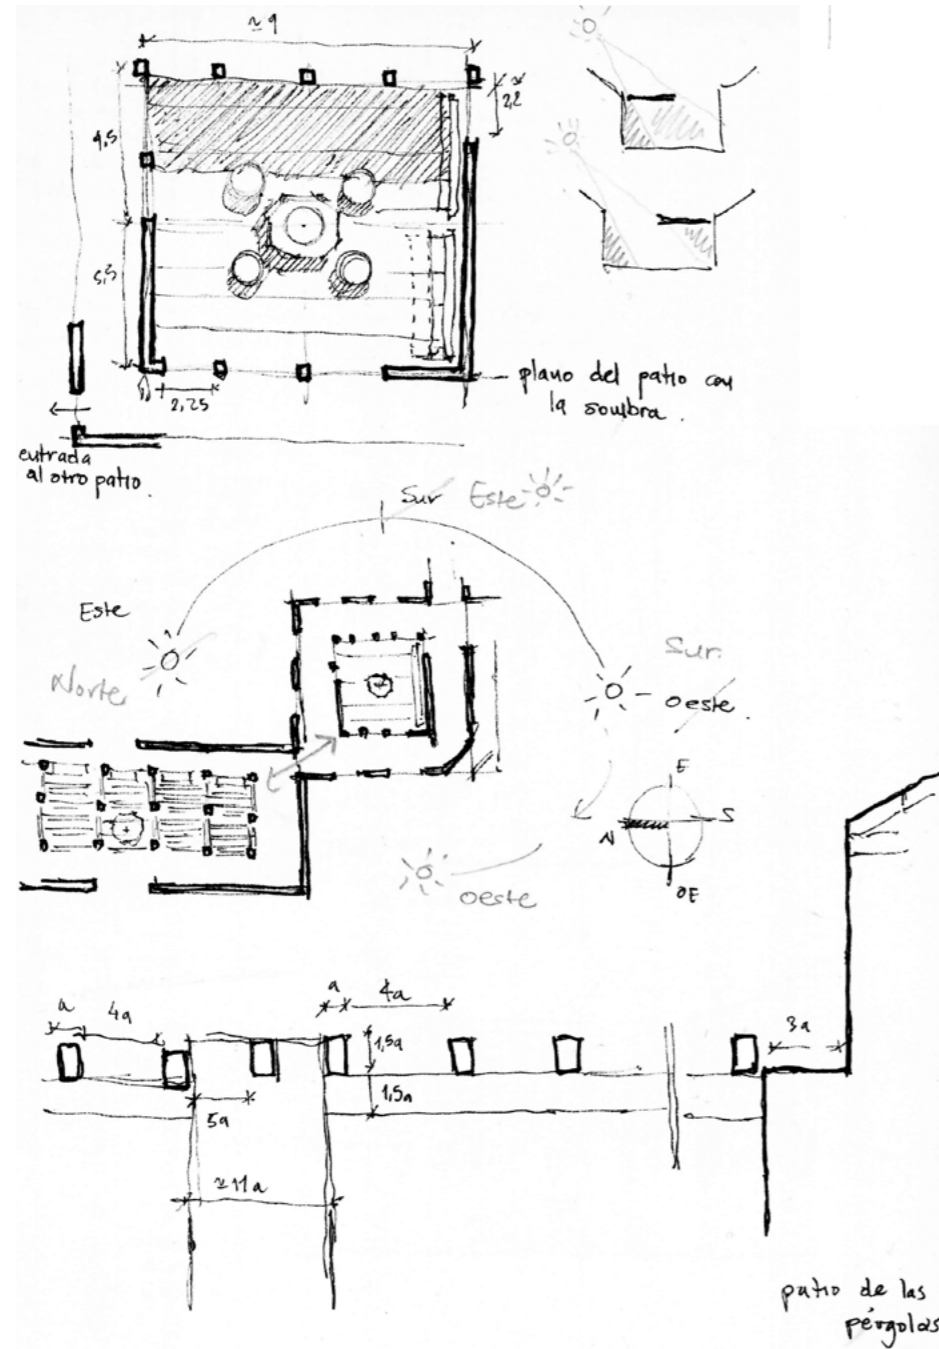 ≃ 9
2,2
4,5
5,5
2,25
plano del patio con
la sombra.
entrada
al otro patio.
Sur Este
Este
Norte
Sur
oeste.
E
N S
OE
oeste
a 4a
a 4a
1,5a
1,5a
3a
5a
≃ 11a
patio de las
pérgolas